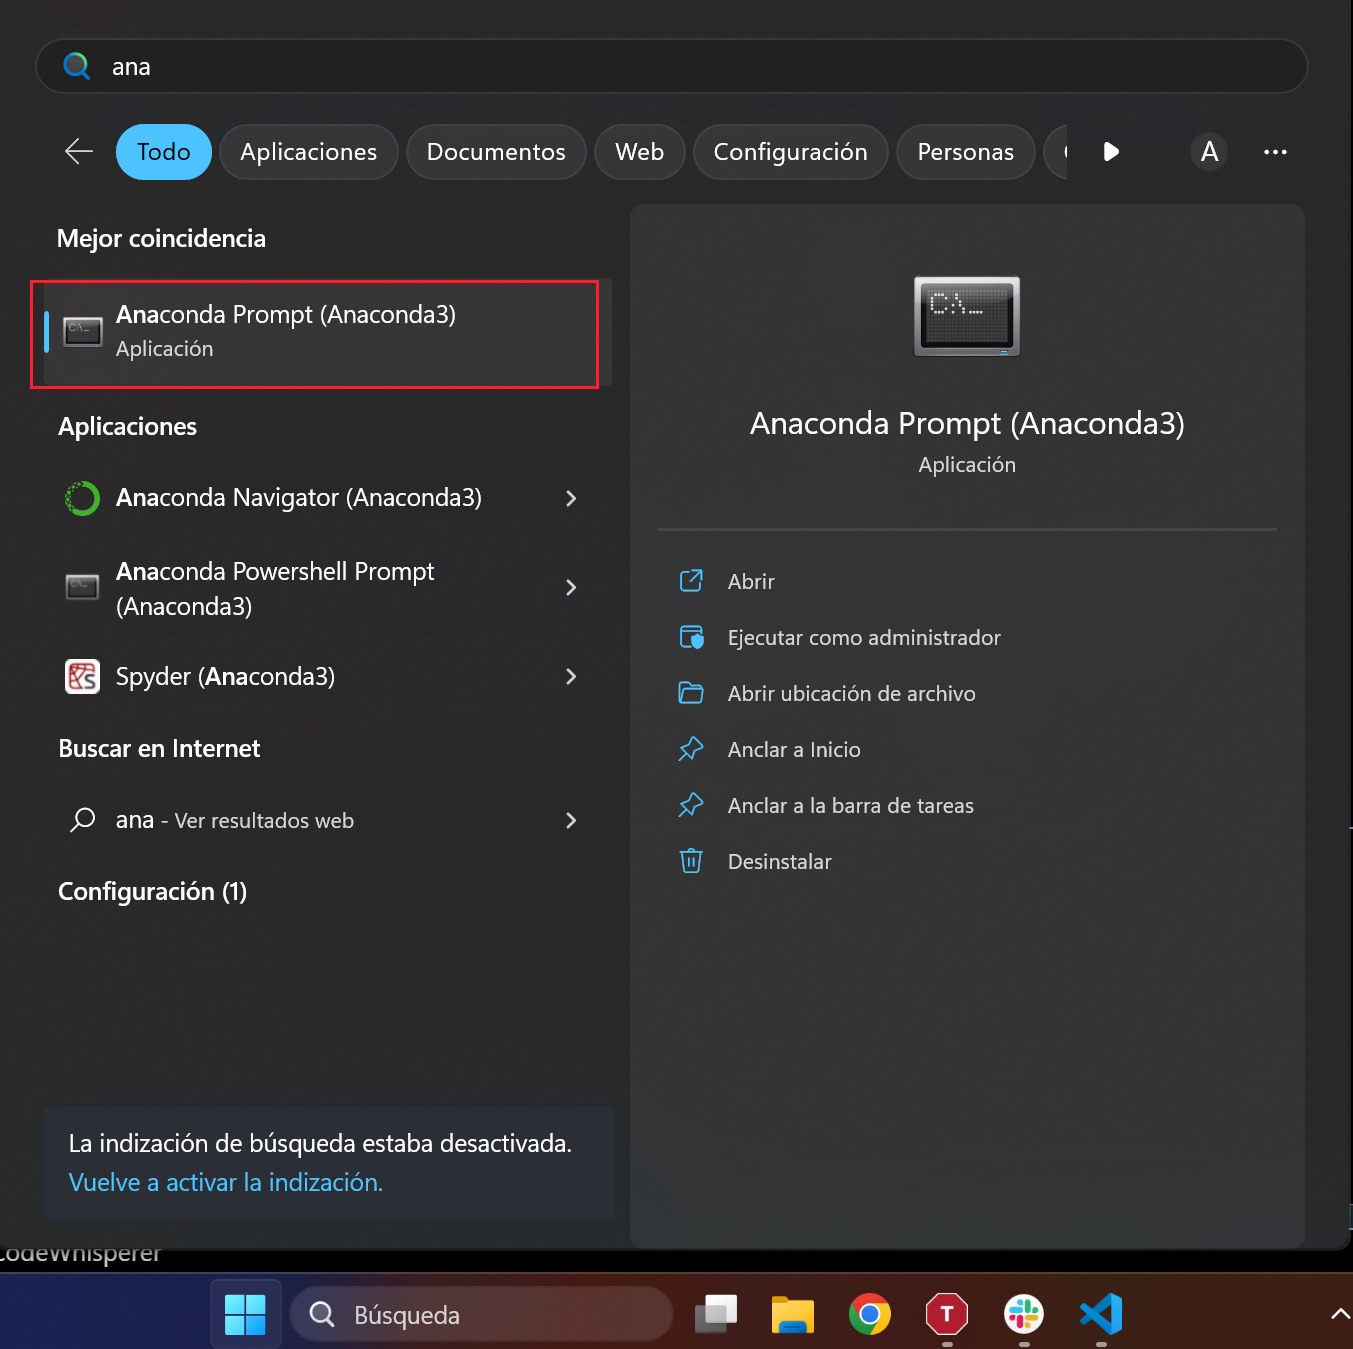 ana
Todo
Aplicaciones
Documentos
Web
Configuración
Personas
A
Mejor coincidencia
Anaconda Prompt (Anaconda3)
Aplicación
Aplicaciones
Anaconda Navigator (Anaconda3)
Anaconda Powershell Prompt
(Anaconda3)
Spyder (Anaconda3)
Buscar en Internet
ana - Ver resultados web
Configuración (1)
La indización de búsqueda estaba desactivada.
Vuelve a activar la indización.
C:\_
Anaconda Prompt (Anaconda3)
Aplicación
Abrir
Ejecutar como administrador
Abrir ubicación de archivo
Anclar a Inicio
Anclar a la barra de tareas
Desinstalar
CodeWhisperer
Búsqueda
T